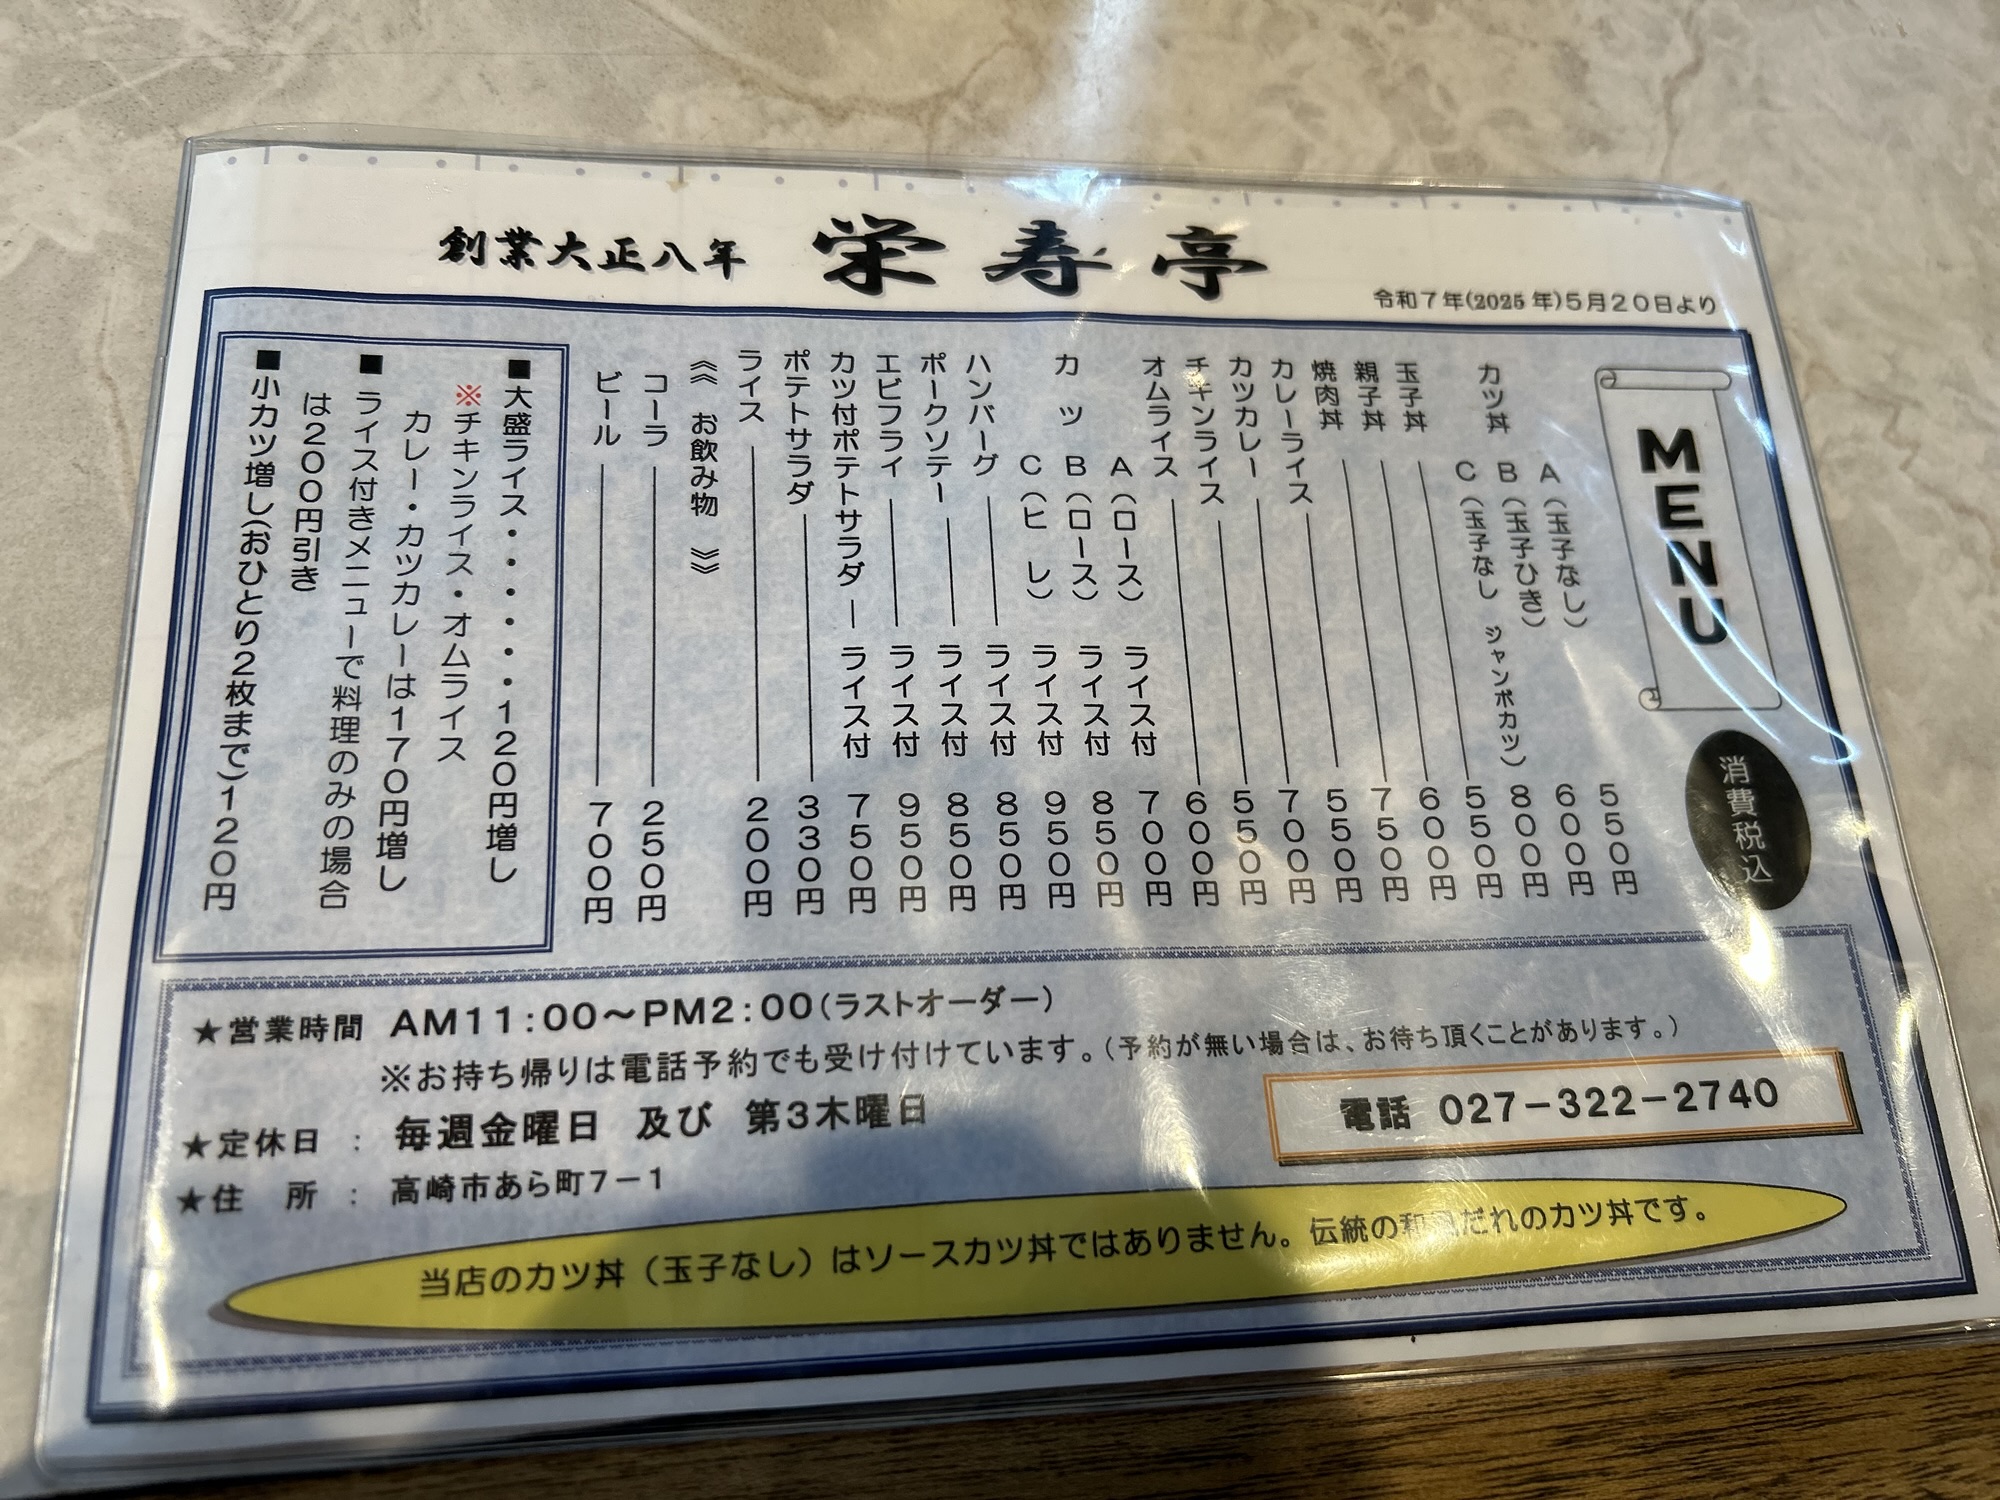 創業大正八年 栄寿亭
令和7年(2025年)5月20日より
MENU
消費税込
カツ丼 A(玉子なし) 550円
B(玉子ひき) 600円
C(玉子なし ジャンボカツ) 800円
玉子丼 550円
親子丼 600円
焼肉丼 750円
カレーライス 550円
カツカレー 700円
チキンライス 550円
オムライス 600円
カツ A(ロース) ライス付 700円
B(ロース) ライス付 850円
C(ヒレ) ライス付 950円
ハンバーグ ライス付 850円
ポークソテー ライス付 850円
エビフライ ライス付 950円
カツ付ポテトサラダ ライス付 750円
ポテトサラダ 330円
ライス 200円
《《 お飲み物 》》
コーラ 250円
ビール 700円
■大盛ライス・・・・・・120円増し
※チキンライス・オムライス
カレー・カツカレーは170円増し
■ライス付きメニューで料理のみの場合
は200円引き
■小カツ増し(おひとり2枚まで)120円
★営業時間 AM11:00～PM2:00(ラストオーダー)
※お持ち帰りは電話予約でも受け付けています。(予約が無い場合は、お待ち頂くことがあります。)
★定休日 : 毎週金曜日 及び 第3木曜日
電話 027－322－2740
★住 所 : 高崎市あら町7－1
当店のカツ丼(玉子なし)はソースカツ丼ではありません。伝統の和風だれのカツ丼です。